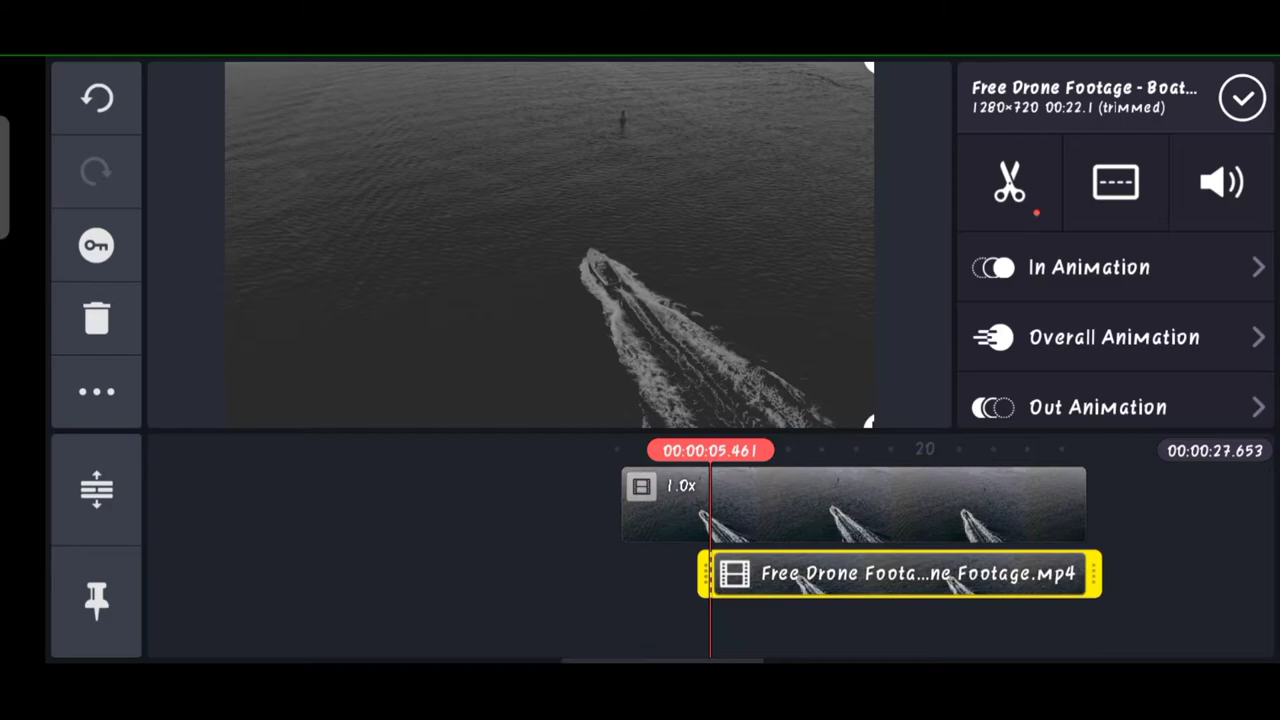 Free Drone Footage - Boat...
1280×720 00:22.1 (trimmed)
In Animation
Overall Animation
Out Animation
00:00:05.461
20
00:00:27.653
1.0x
Free Drone Foota...ne Footage.mp4